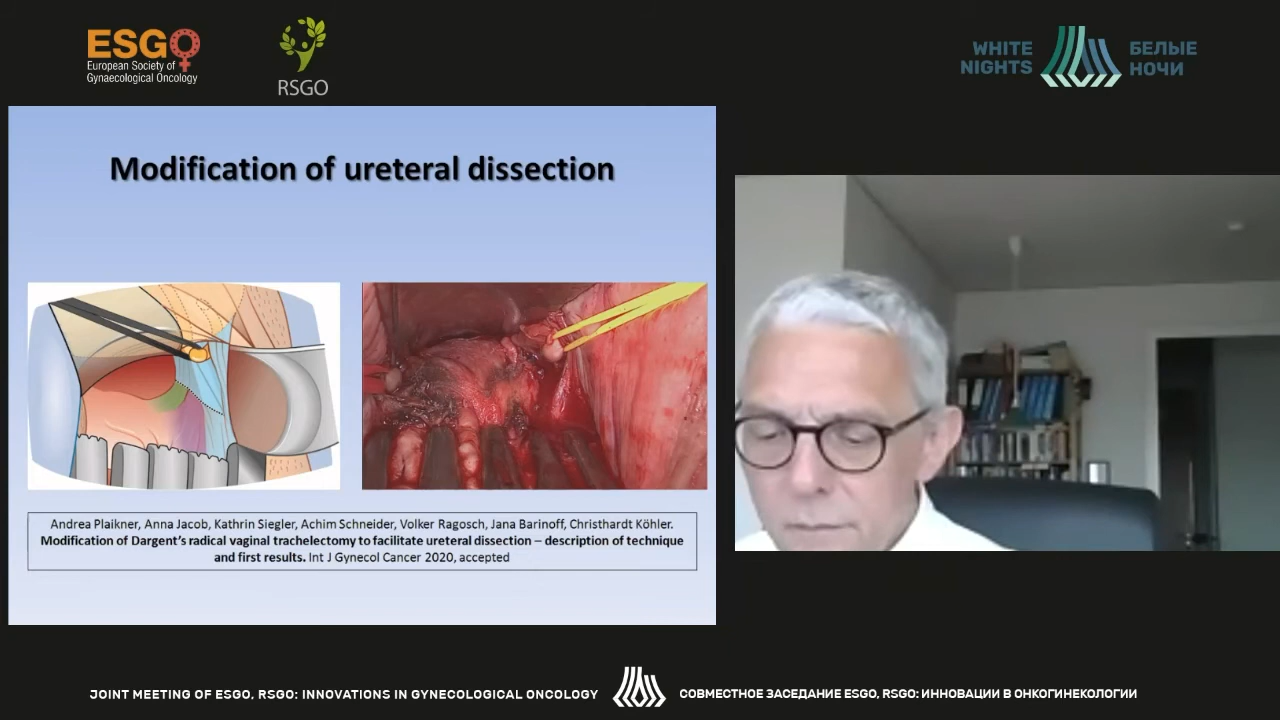 ESGO
European Society of
Gynaecological Oncology
RSGO
WHITE
NIGHTS
БЕЛЫЕ
НОЧИ
Modification of ureteral dissection
Andrea Plaikner, Anna Jacob, Kathrin Siegler, Achim Schneider, Volker Ragosch, Jana Barinoff, Christhardt Köhler.
Modification of Dargent's radical vaginal trachelectomy to facilitate ureteral dissection – description of technique
and first results. Int J Gynecol Cancer 2020, accepted
JOINT MEETING OF ESGO, RSGO: INNOVATIONS IN GYNECOLOGICAL ONCOLOGY
СОВМЕСТНОЕ ЗАСЕДАНИЕ ESGO, RSGO: ИННОВАЦИИ В ОНКОГИНЕКОЛОГИИ